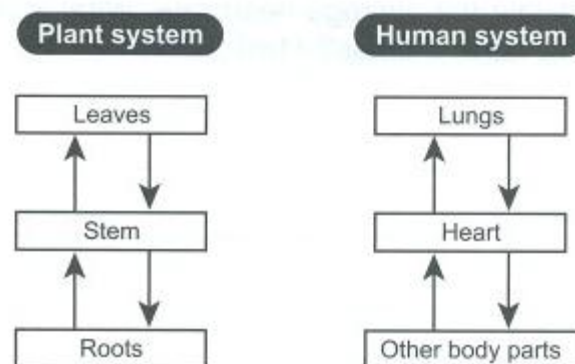 Plant system
Human system
Leaves
Lungs
Stem
Heart
Roots
Other body parts